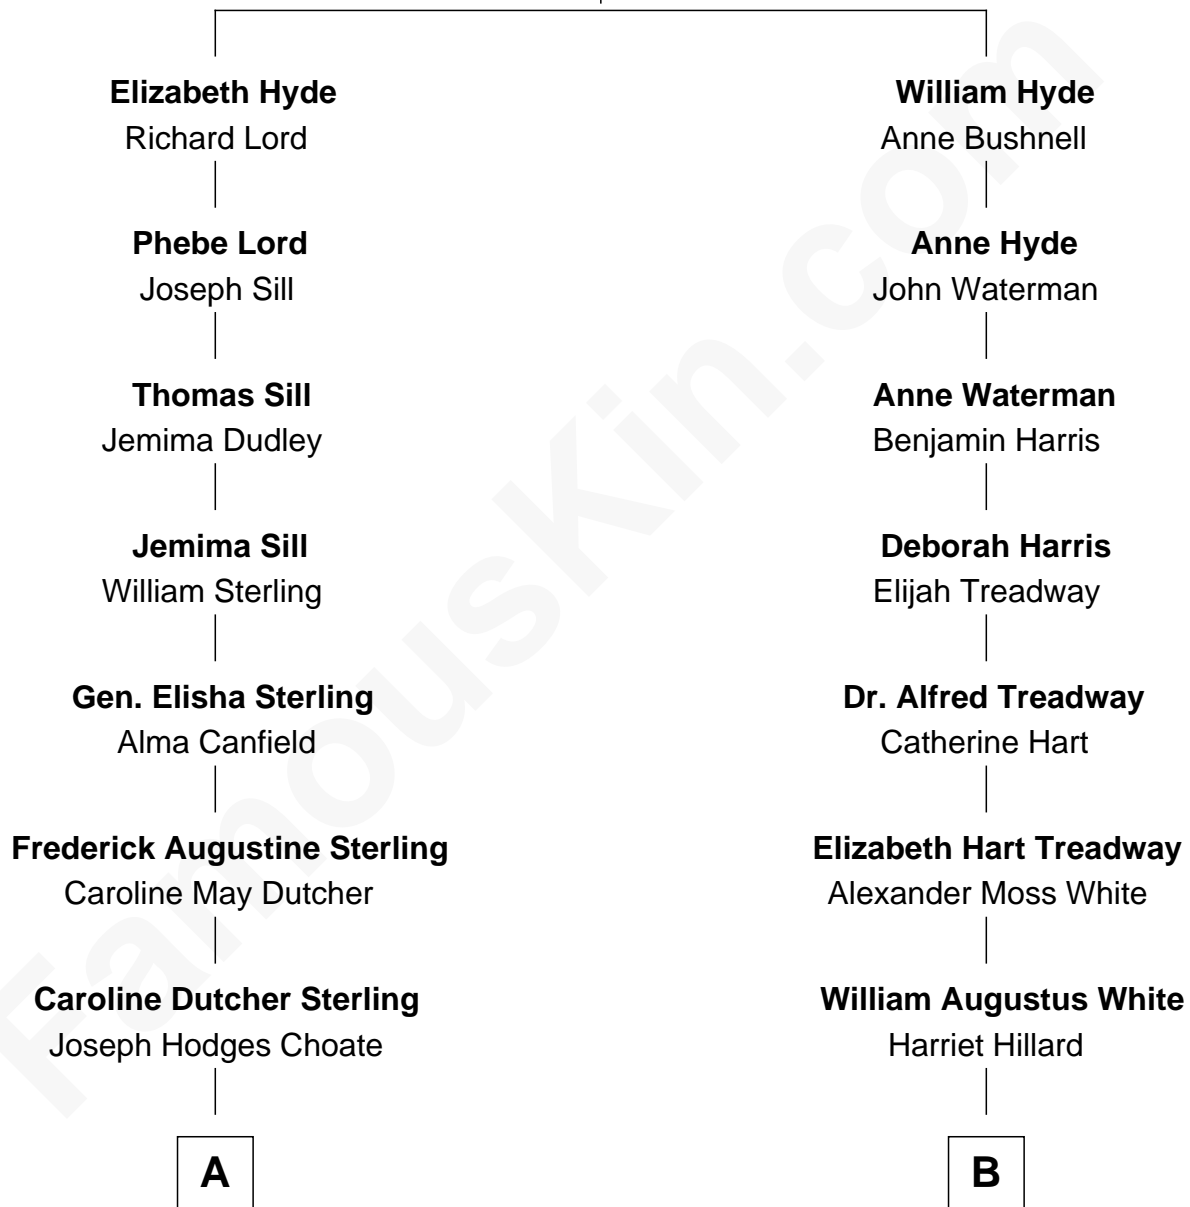 Elizabeth Hyde
Richard Lord
Phebe Lord
Joseph Sill
Thomas Sill
Jemima Dudley
Jemima Sill
William Sterling
Gen. Elisha Sterling
Alma Canfield
Frederick Augustine Sterling
Caroline May Dutcher
Caroline Dutcher Sterling
Joseph Hodges Choate
A
William Hyde
Anne Bushnell
Anne Hyde
John Waterman
Anne Waterman
Benjamin Harris
Deborah Harris
Elijah Treadway
Dr. Alfred Treadway
Catherine Hart
Elizabeth Hart Treadway
Alexander Moss White
William Augustus White
Harriet Hillard
B
FamousKin.com